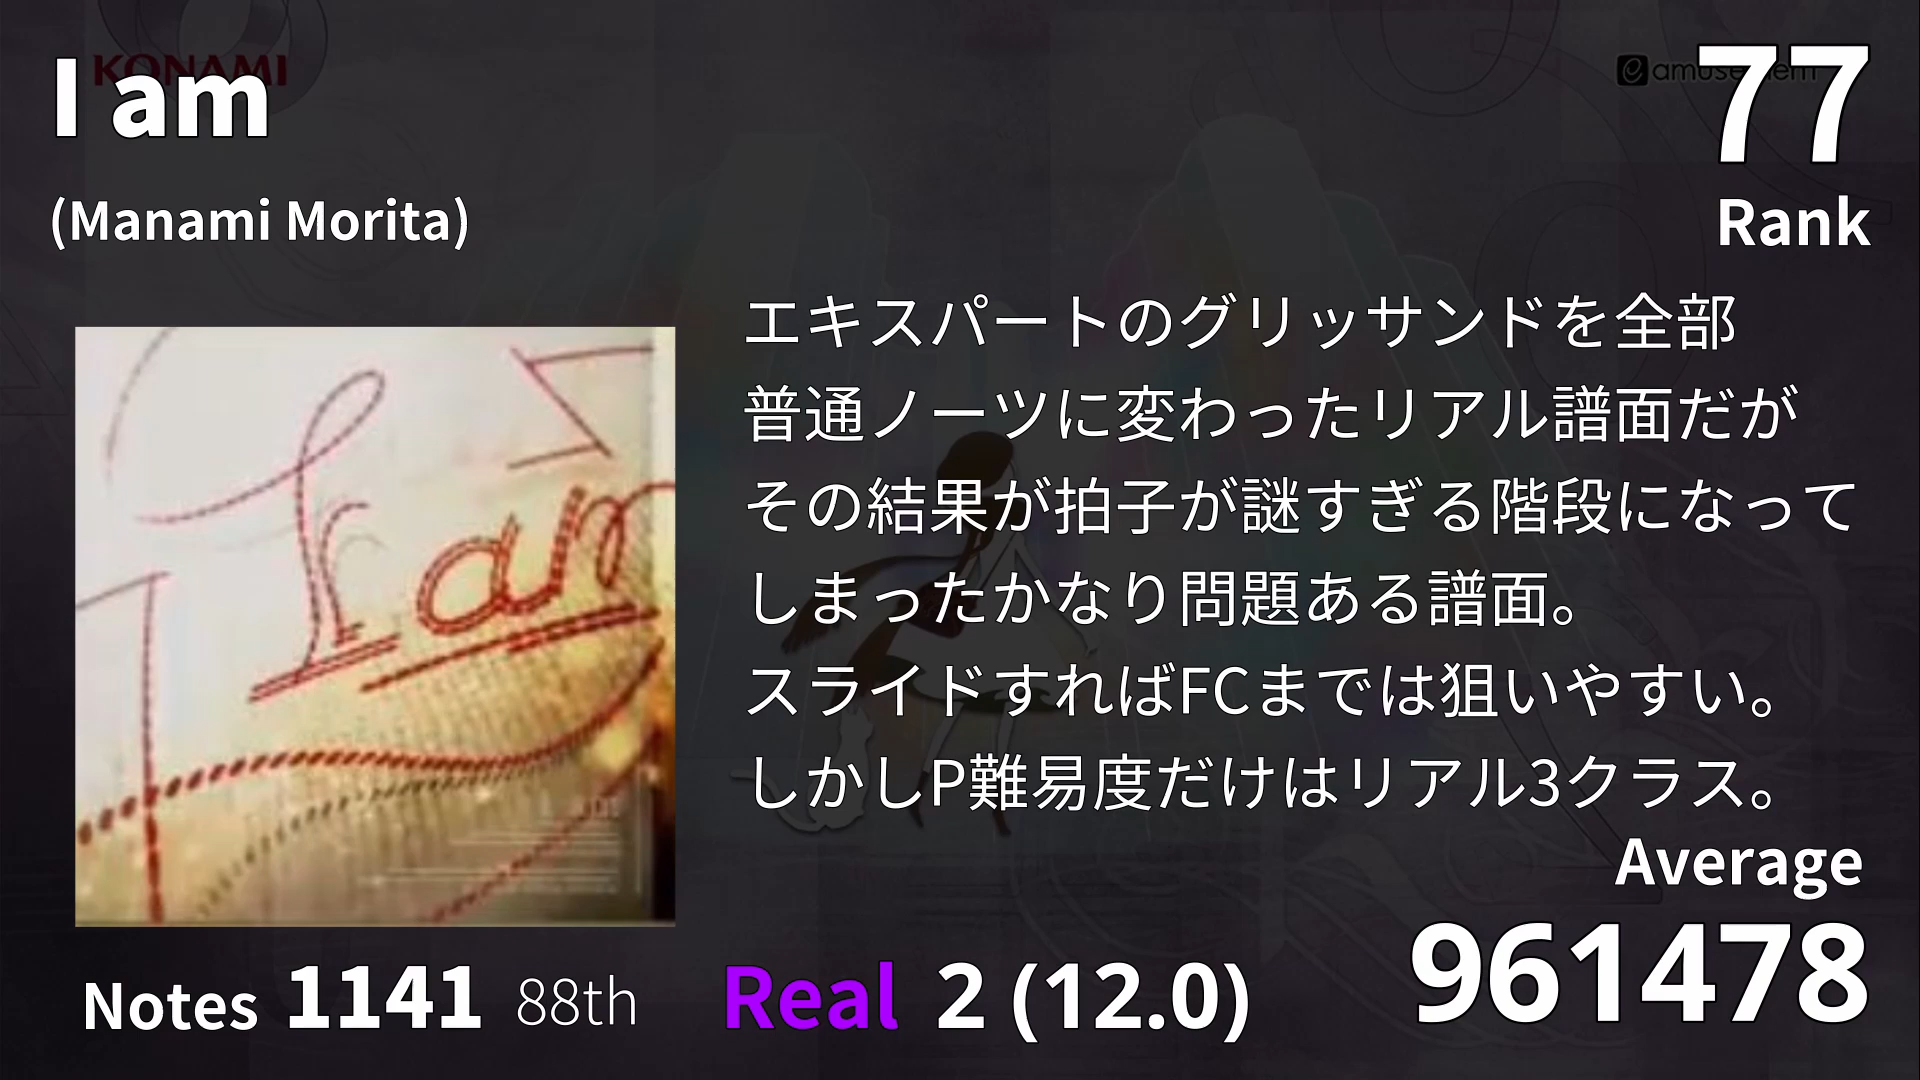 KONAMI
I am
(Manami Morita)
e-amusement
77
Rank
エキスパートのグリッサンドを全部
普通ノーツに変わったリアル譜面だが
その結果が拍子が謎すぎる階段になって
しまったかなり問題ある譜面。
スライドすればFCまでは狙いやすい。
しかしP難易度だけはリアル3クラス。
I am
Average
961478
Notes 1141 88th
Real 2 (12.0)